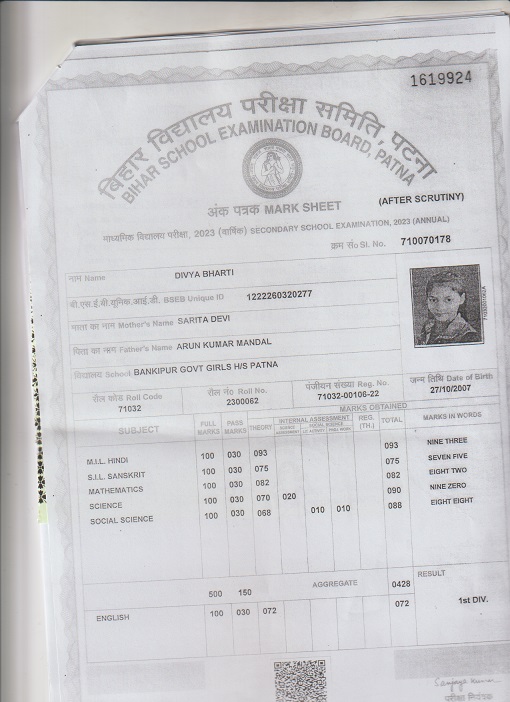 1619924
बिहार विद्यालय परीक्षा समिति, पटना
BIHAR SCHOOL EXAMINATION BOARD, PATNA
अंक पत्रक MARK SHEET (AFTER SCRUTINY)
माध्यमिक विद्यालय परीक्षा, 2023 (वार्षिक) SECONDARY SCHOOL EXAMINATION, 2023 (ANNUAL)
क्रम सं० Sl. No. 710070178
नाम Name DIVYA BHARTI
बी.एस.ई.बी.यूनिक.आई.डी. BSEB Unique ID 1222260320277
माता का नाम Mother's Name SARITA DEVI
पिता का नाम Father's Name ARUN KUMAR MANDAL
विद्यालय School BANKIPUR GOVT GIRLS H/S PATNA
रौल कोड Roll Code रौल न० Roll No. पंजीयन संख्या Reg. No. जन्म तिथि Date of Birth
71032 2300062 71032-00106-22 27/10/2007
MARKS OBTAINED
SUBJECT FULL MARKS PASS MARKS THEORY INTERNAL ASSESSMENT REG. (TH.) TOTAL MARKS IN WORDS
M.I.L. HINDI 100 030 093 093 NINE THREE
S.I.L. SANSKRIT 100 030 075 075 SEVEN FIVE
MATHEMATICS 100 030 082 082 EIGHT TWO
SCIENCE 100 030 070 020 090 NINE ZERO
SOCIAL SCIENCE 100 030 068 010 010 088 EIGHT EIGHT
500 150 AGGREGATE 0428 RESULT
1st DIV.
ENGLISH 100 030 072 072
परीक्षा नियंत्रक